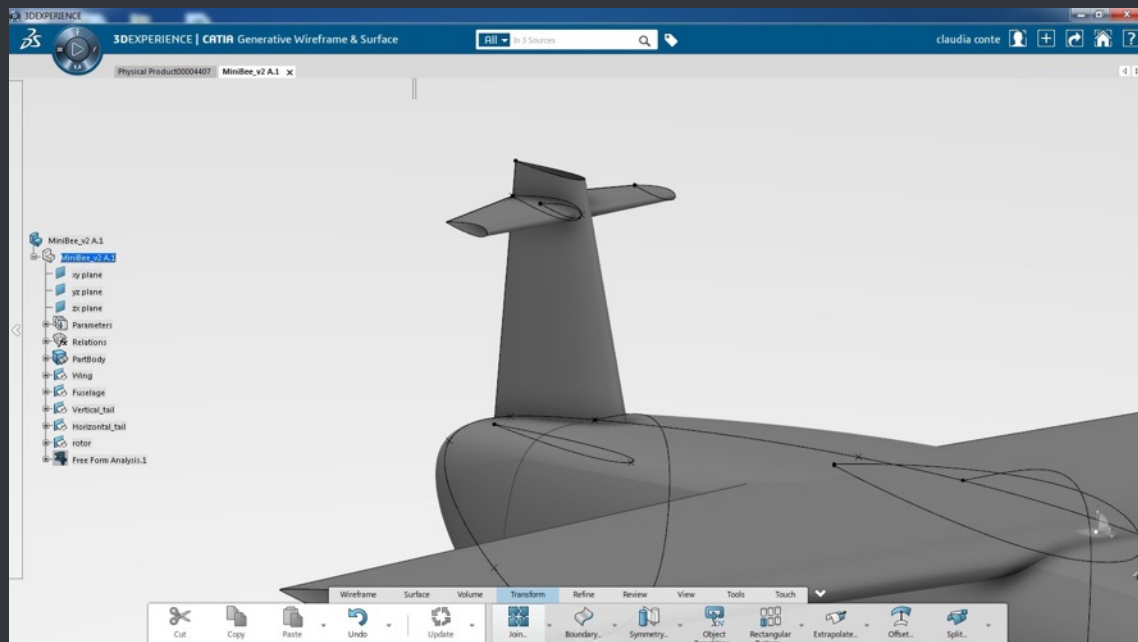 3DEXPERIENCE
3DEXPERIENCE | CATIA Generative Wireframe & Surface
All
In 3 Sources
claudia conte
Physical Product00004407
MiniBee_v2 A.1
MiniBee_v2 A.1
MiniBee_v2 A.1
xy plane
yz plane
zx plane
Parameters
Relations
PartBody
Wing
Fuselage
Vertical_tail
Horizontal_tail
rotor
Free Form Analysis.1
Wireframe Surface Volume Transform Refine Review View Tools Touch
Cut Copy Paste Undo Update Join... Boundary... Symmetry... Object Rectangular Extrapolate... Offset... Split...